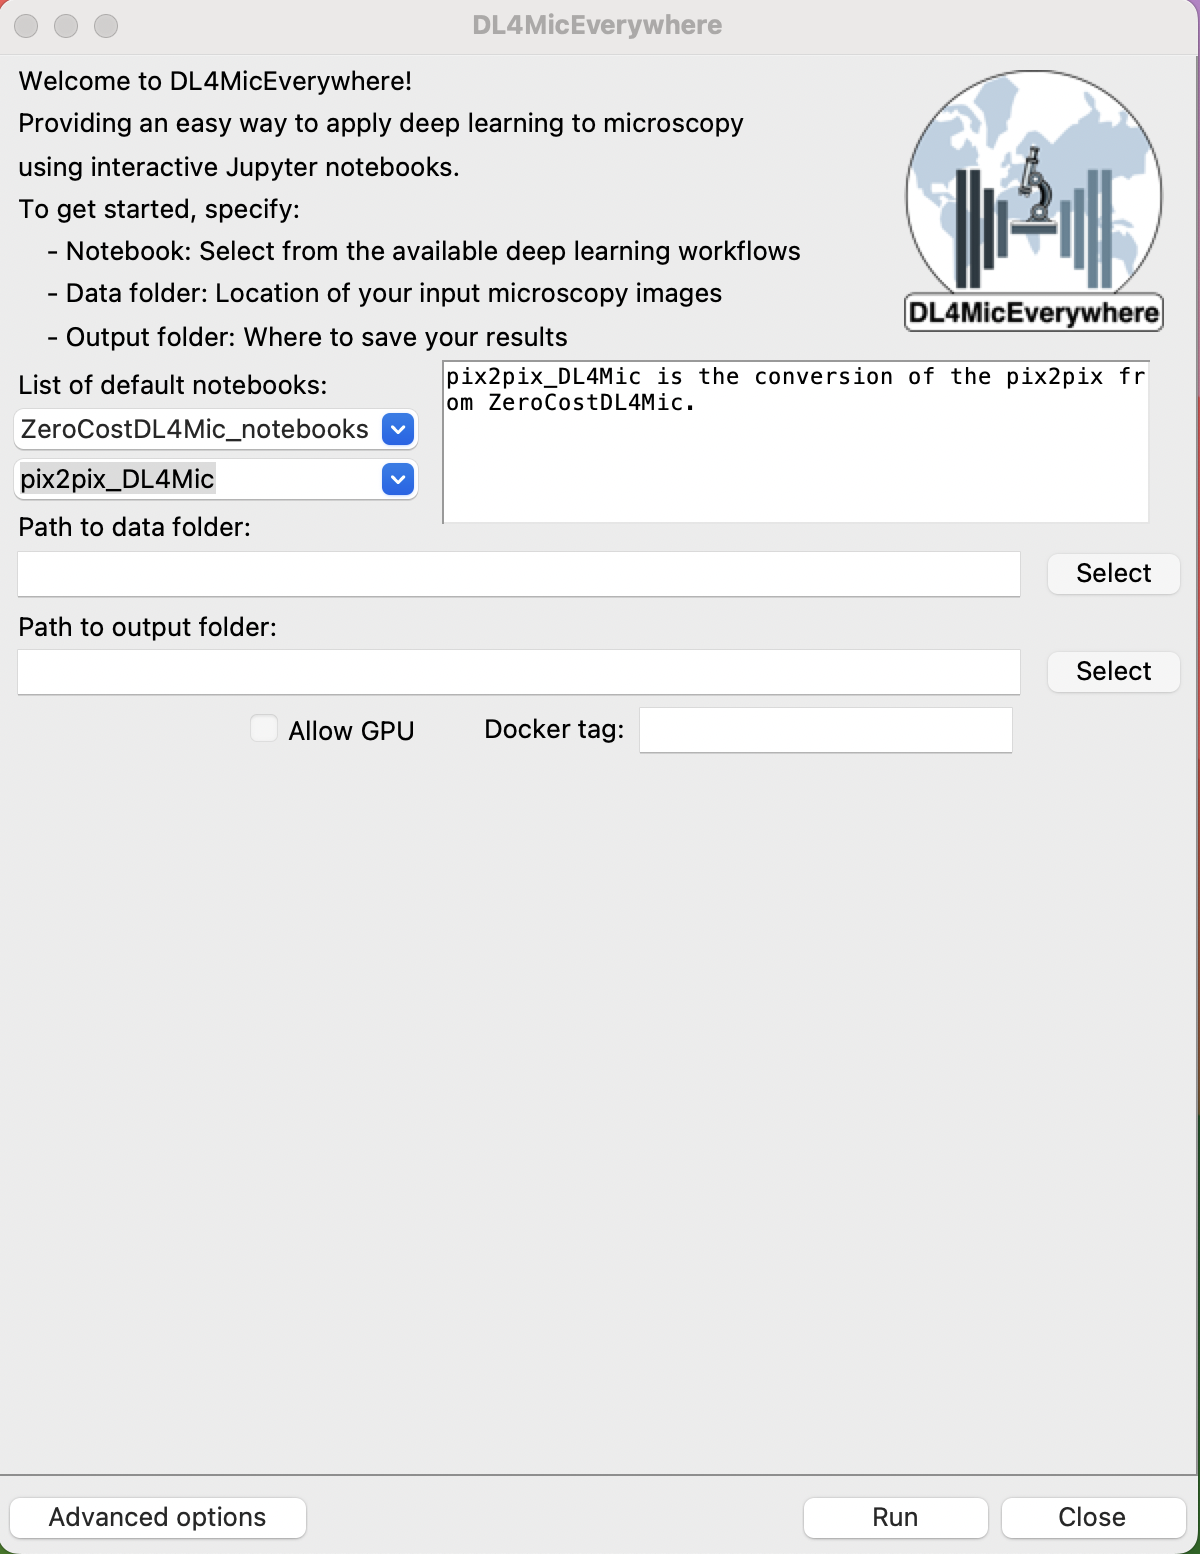 DL4MicEverywhere
Welcome to DL4MicEverywhere!
Providing an easy way to apply deep learning to microscopy
using interactive Jupyter notebooks.
To get started, specify:
- Notebook: Select from the available deep learning workflows
- Data folder: Location of your input microscopy images
- Output folder: Where to save your results
DL4MicEverywhere
List of default notebooks:
ZeroCostDL4Mic_notebooks
pix2pix_DL4Mic
pix2pix_DL4Mic is the conversion of the pix2pix fr
om ZeroCostDL4Mic.
Path to data folder:
Select
Path to output folder:
Select
Allow GPU
Docker tag:
Advanced options
Run
Close